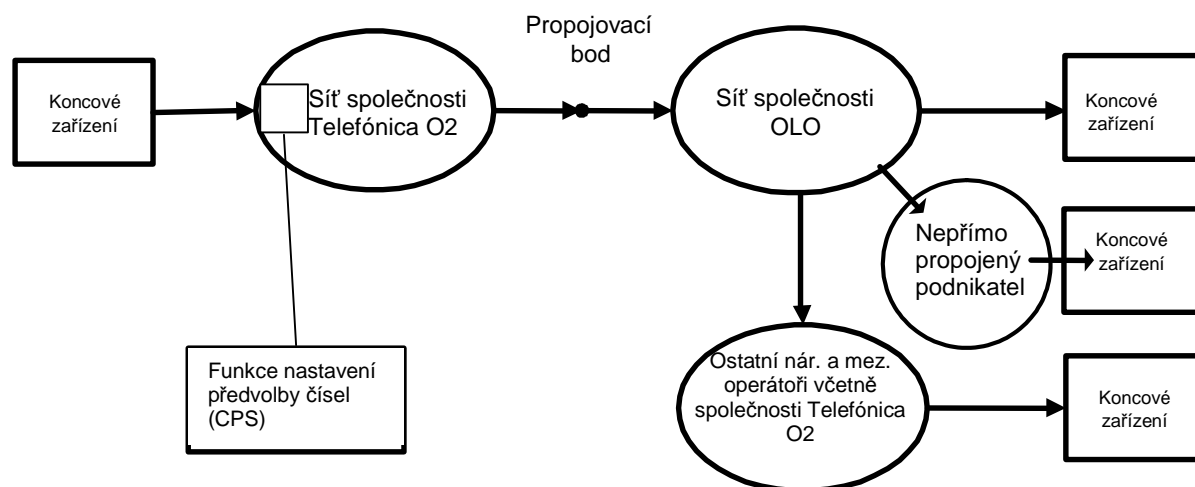 Propojovací
bod
Koncové
zařízení
Síť společnosti
Telefónica O2
Síť společnosti
OLO
Koncové
zařízení
Nepřímo
propojený
podnikatel
Koncové
zařízení
Funkce nastavení
předvolby čísel
(CPS)
Ostatní nár. a mez.
operátoři včetně
společnosti Telefónica
O2
Koncové
zařízení